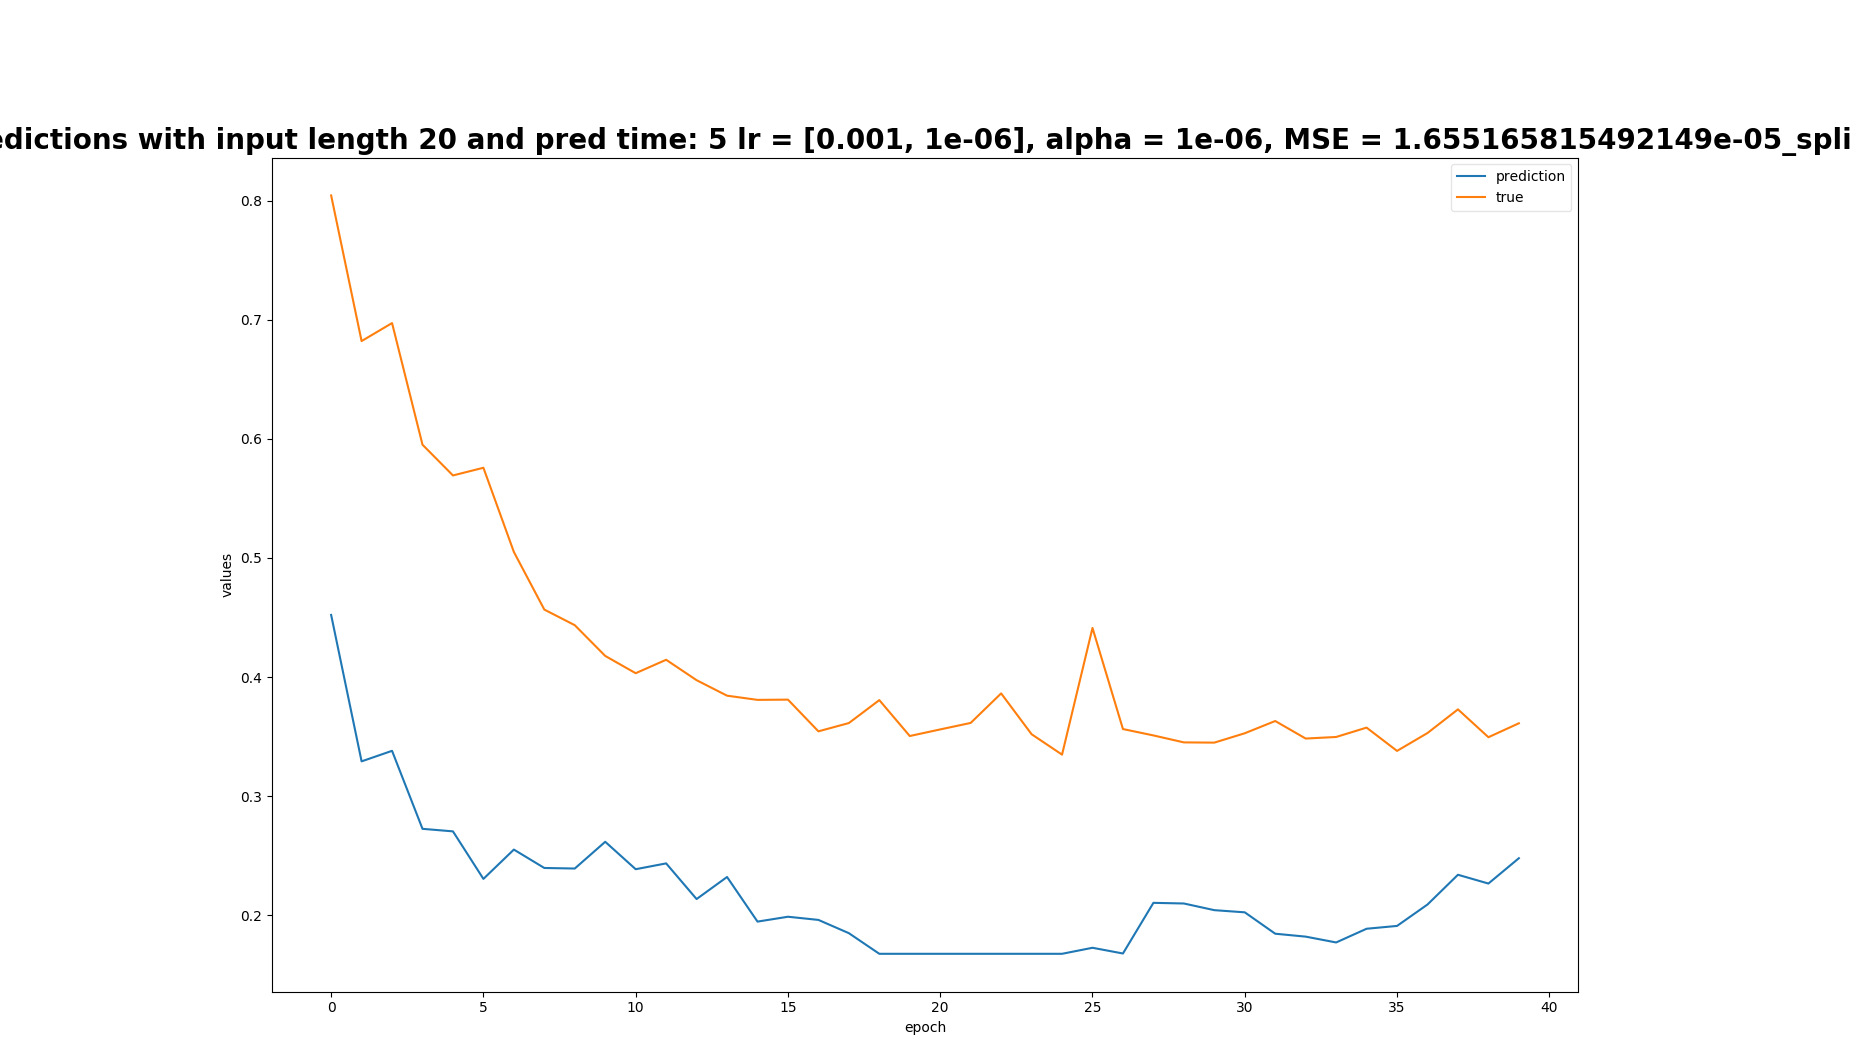 edictions with input length 20 and pred time: 5 lr = [0.001, 1e-06], alpha = 1e-06, MSE = 1.655165815492149e-05_spli
prediction
true
0.8
0.7
0.6
0.5
0.4
0.3
0.2
values
0 5 10 15 20 25 30 35 40
epoch